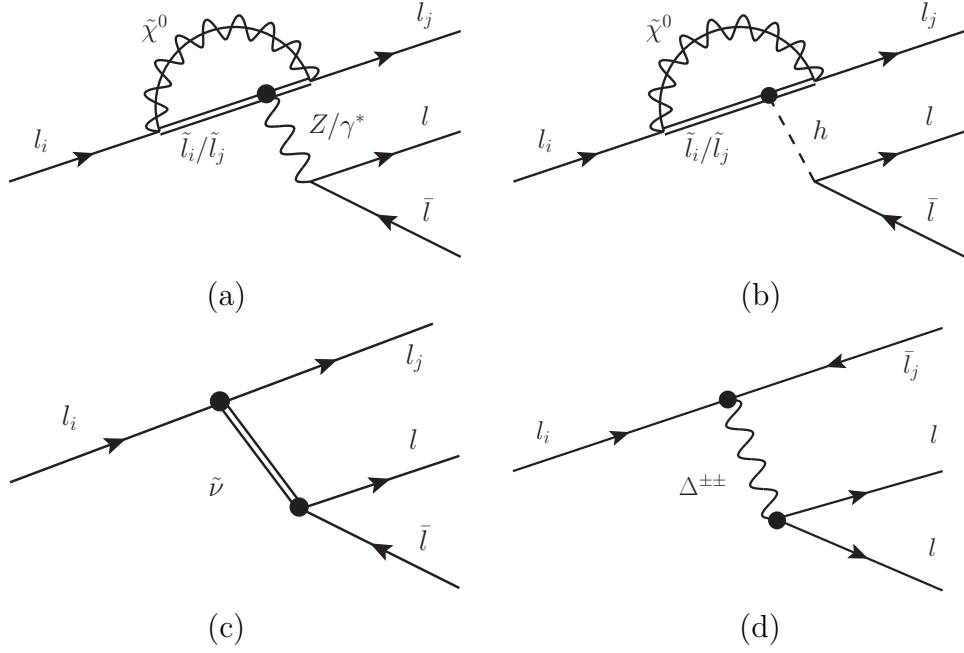 χ̃⁰ l_j χ̃⁰ l_j
Z/γ* l h l
l_i l̃_i/l̃_j l_i l̃_i/l̃_j
l̄ l̄
(a) (b)
l_j l̄_j
l_i l l_i l
ν̃ Δ^{±±}
l̄ l
(c) (d)